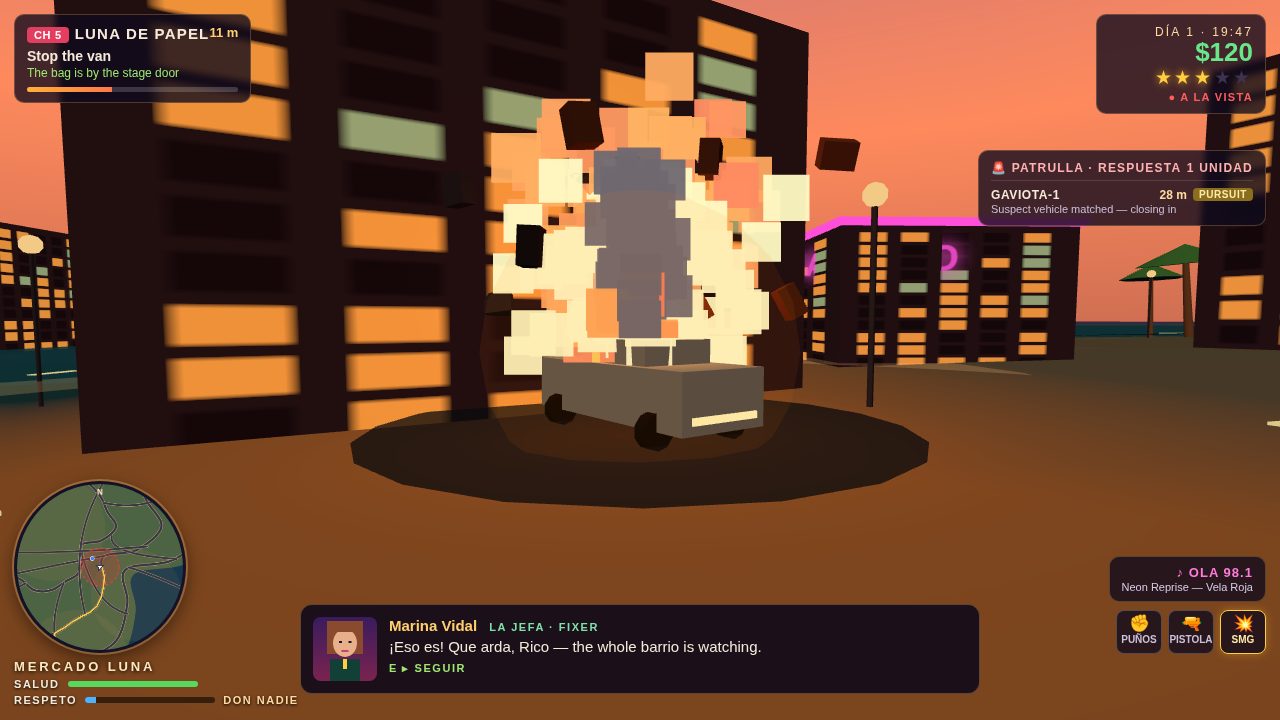 CH 5 LUNA DE PAPEL 11 m
Stop the van
The bag is by the stage door
DÍA 1 · 19:47
$120
● A LA VISTA
PATRULLA · RESPUESTA 1 UNIDAD
GAVIOTA-1 28 m PURSUIT
Suspect vehicle matched — closing in
N
MERCADO LUNA
SALUD
RESPETO DON NADIE
Marina Vidal LA JEFA · FIXER
¡Eso es! Que arda, Rico — the whole barrio is watching.
E ▸ SEGUIR
♪ OLA 98.1
Neon Reprise — Vela Roja
PUÑOS PISTOLA SMG